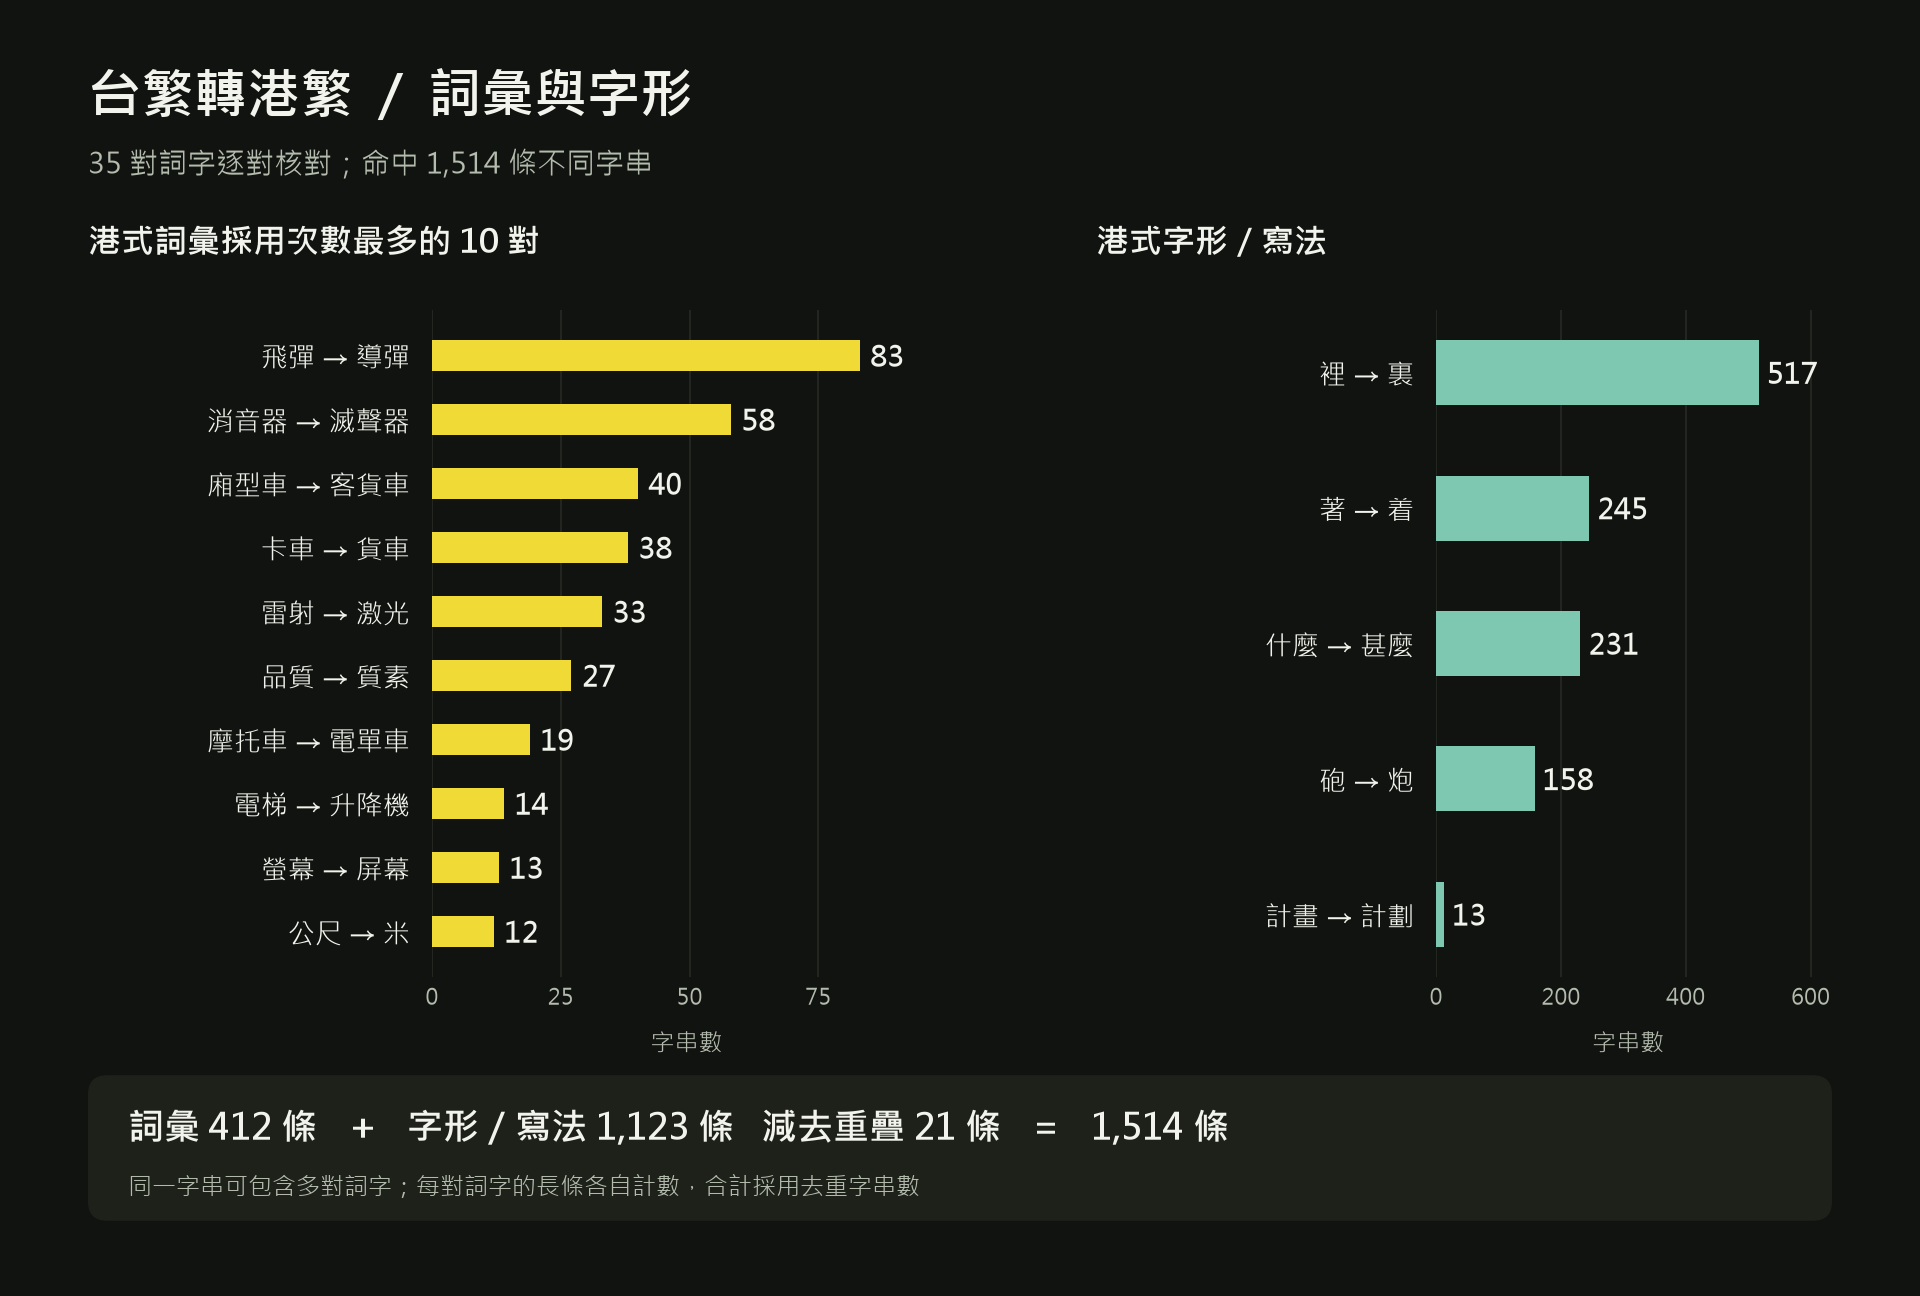 台繁轉港繁 / 詞彙與字形
35 對詞字逐對核對；命中 1,514 條不同字串
港式詞彙採用次數最多的 10 對
飛彈 → 導彈 83
消音器 → 滅聲器 58
廂型車 → 客貨車 40
卡車 → 貨車 38
雷射 → 激光 33
品質 → 質素 27
摩托車 → 電單車 19
電梯 → 升降機 14
螢幕 → 屏幕 13
公尺 → 米 12
0 25 50 75
字串數
港式字形 / 寫法
裡 → 裏 517
著 → 着 245
什麼 → 甚麼 231
砲 → 炮 158
計畫 → 計劃 13
0 200 400 600
字串數
詞彙 412 條 + 字形 / 寫法 1,123 條 減去重疊 21 條 = 1,514 條
同一字串可包含多對詞字；每對詞字的長條各自計數，合計採用去重字串數